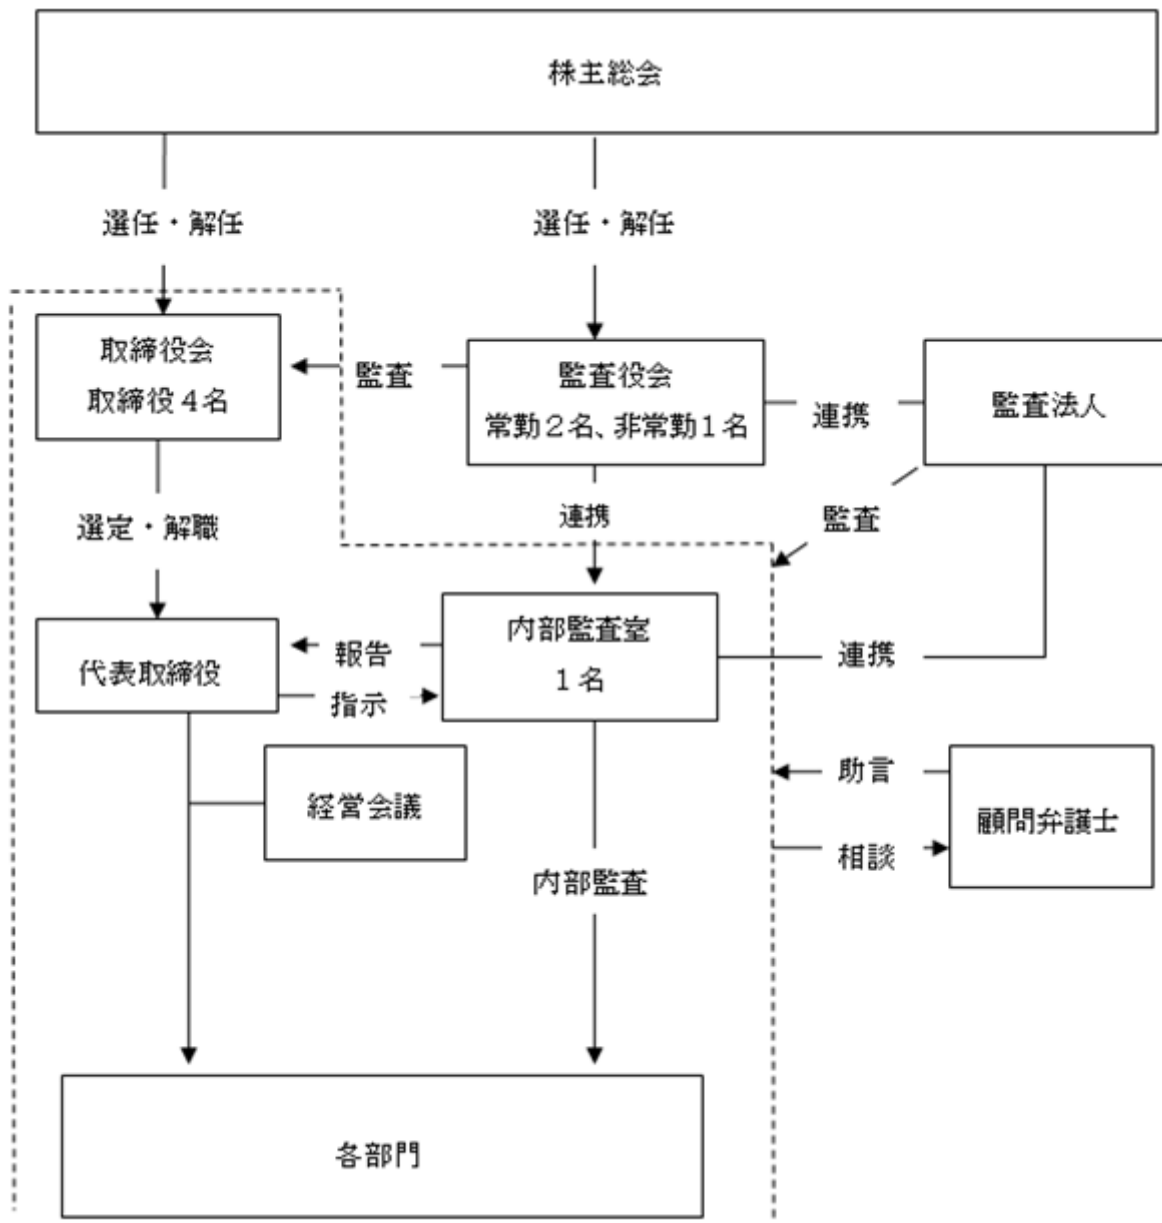 株主総会
選任・解任
選任・解任
取締役会
取締役4名
監査
監査役会
常勤2名、非常勤1名
連携
監査法人
選定・解職
連携
監査
代表取締役
報告
指示
内部監査室
1名
連携
経営会議
助言
相談
顧問弁護士
内部監査
各部門